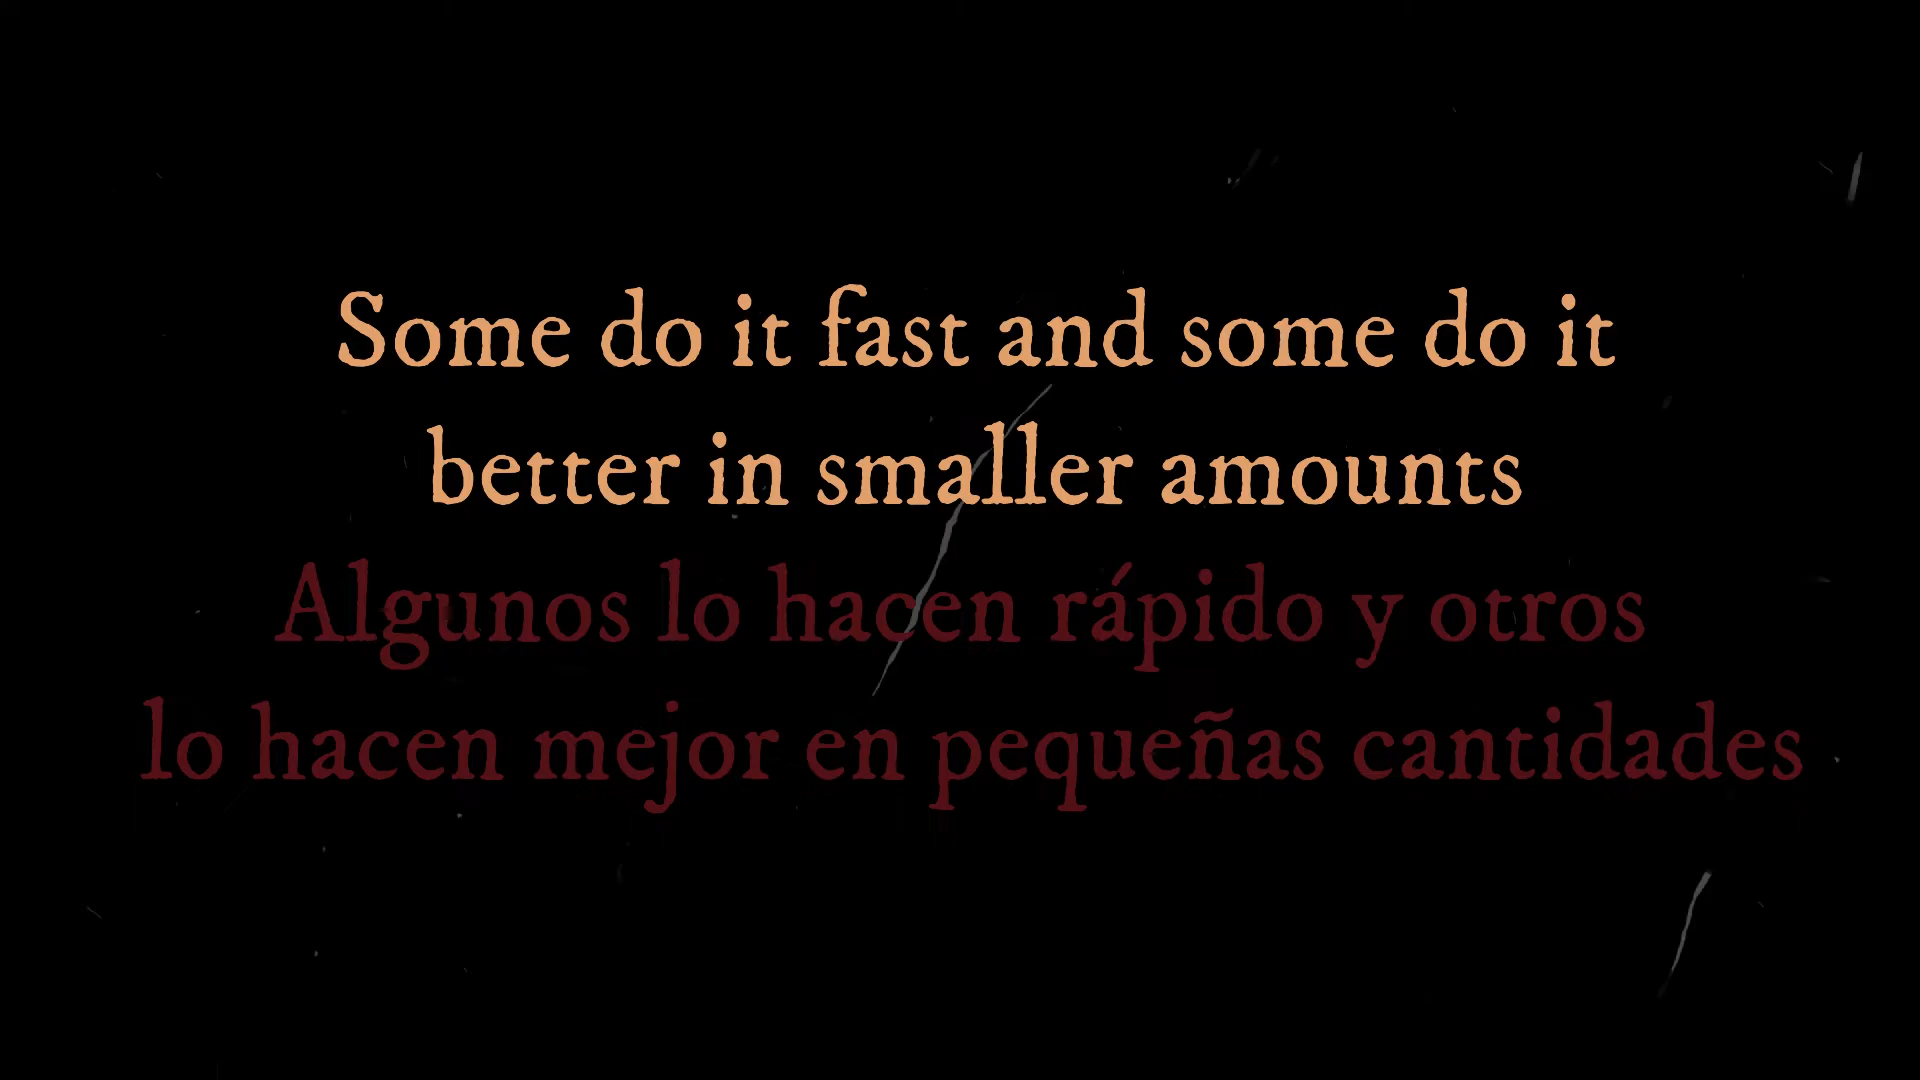 Some do it fast and some do it
better in smaller amounts
Algunos lo hacen rápido y otros
lo hacen mejor en pequeñas cantidades